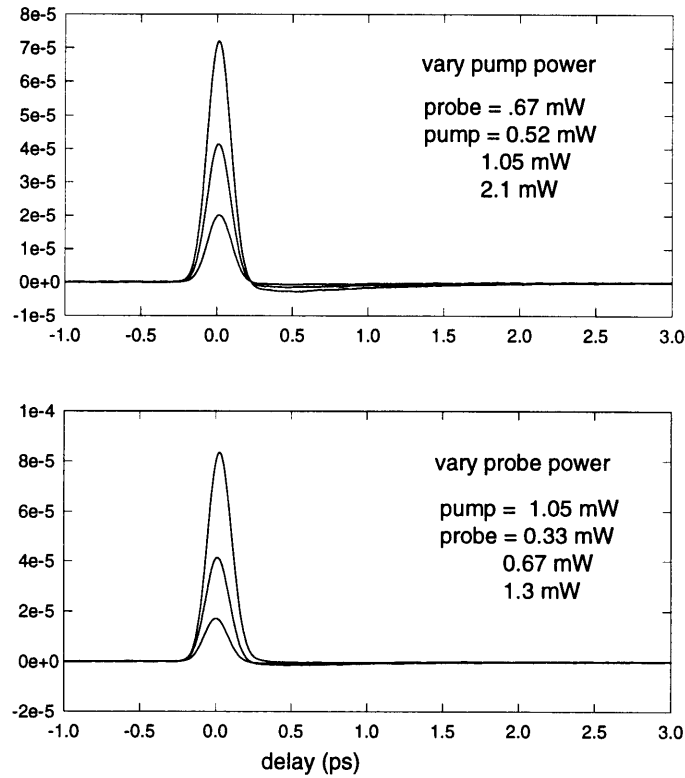 8e-5
7e-5
6e-5
5e-5
4e-5
3e-5
2e-5
1e-5
0e+0
-1e-5
vary pump power
probe = .67 mW
pump = 0.52 mW
1.05 mW
2.1 mW
-1.0 -0.5 0.0 0.5 1.0 1.5 2.0 2.5 3.0
1e-4
8e-5
6e-5
4e-5
2e-5
0e+0
-2e-5
vary probe power
pump = 1.05 mW
probe = 0.33 mW
0.67 mW
1.3 mW
-1.0 -0.5 0.0 0.5 1.0 1.5 2.0 2.5 3.0
delay (ps)